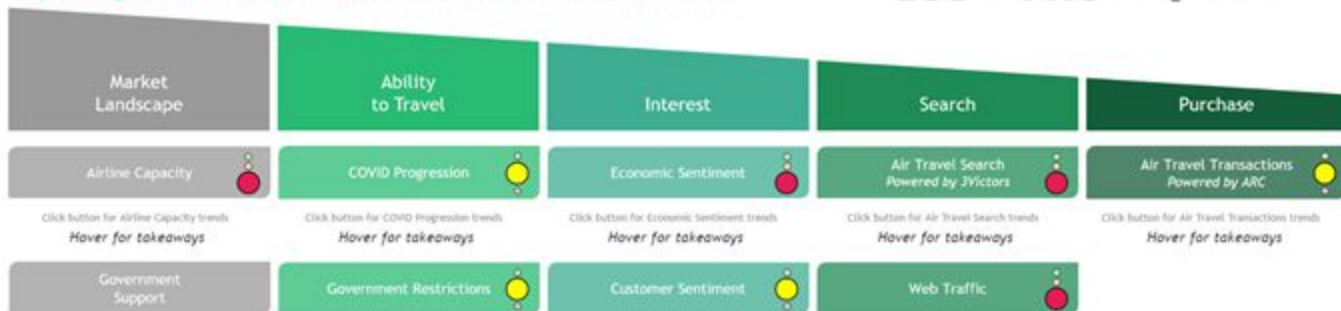 Market
Landscape
Ability
to Travel
Interest
Search
Purchase
Airline Capacity
COVID Progression
Economic Sentiment
Air Travel Search
Powered by 3Victors
Air Travel Transactions
Powered by ARC
Click button for Airline Capacity trends
Click button for COVID Progression trends
Click button for Economic Sentiment trends
Click button for Air Travel Search trends
Click button for Air Travel Transactions trends
Hover for takeaways
Hover for takeaways
Hover for takeaways
Hover for takeaways
Hover for takeaways
Government
Support
Government Restrictions
Customer Sentiment
Web Traffic